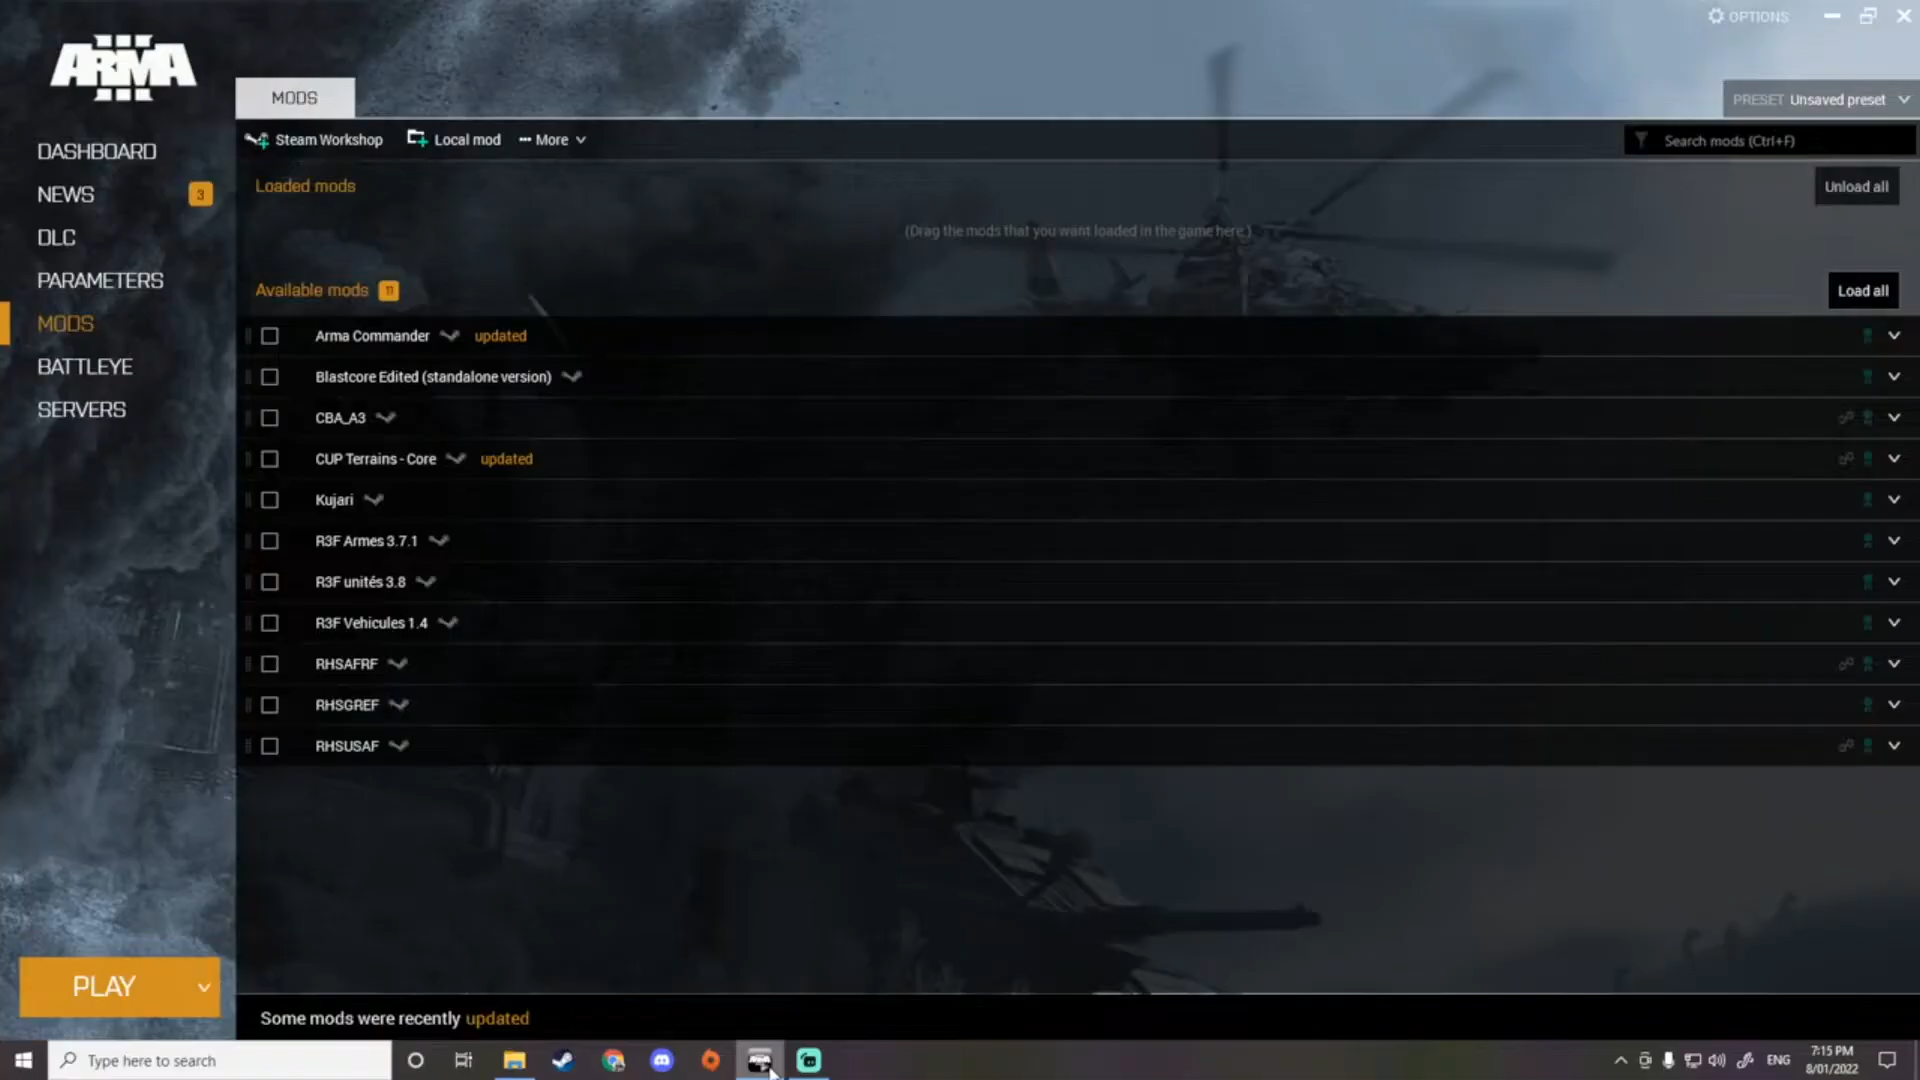 OPTIONS
ARMA III
MODS
PRESET Unsaved preset
DASHBOARD
NEWS 3
DLC
PARAMETERS
MODS
BATTLEYE
SERVERS
Steam Workshop Local mod ··· More
Search mods (Ctrl+F)
Loaded mods
Unload all
(Drag the mods that you want loaded in the game here.)
Available mods 11
Load all
Arma Commander updated
Blastcore Edited (standalone version)
CBA_A3
CUP Terrains - Core updated
Kujari
R3F Armes 3.7.1
R3F unités 3.8
R3F Vehicules 1.4
RHSAFRF
RHSGREF
RHSUSAF
PLAY
Some mods were recently updated
Type here to search
ENG
7:15 PM
8/01/2022